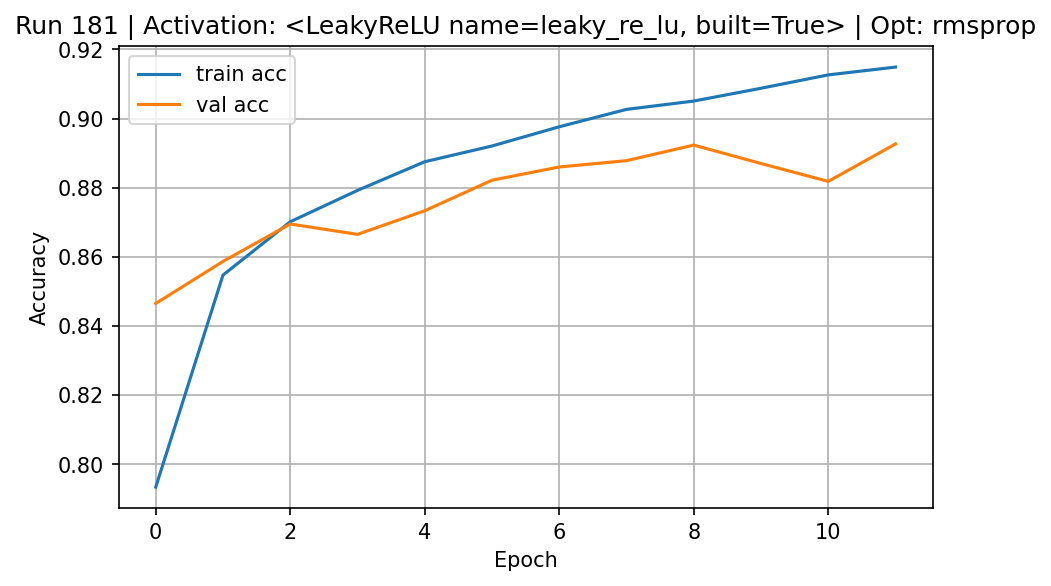 Run 181 | Activation: <LeakyReLU name=leaky_re_lu, built=True> | Opt: rmsprop
train acc
val acc
0.92
0.90
0.88
0.86
0.84
0.82
0.80
Accuracy
0 2 4 6 8 10
Epoch